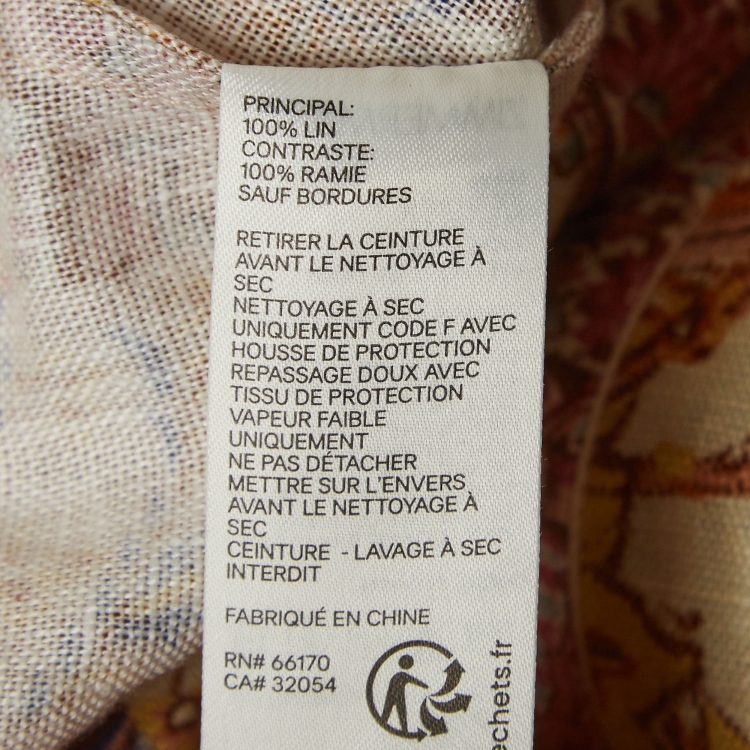 PRINCIPAL:
100% LIN
CONTRASTE:
100% RAMIE
SAUF BORDURES
RETIRER LA CEINTURE
AVANT LE NETTOYAGE À
SEC
NETTOYAGE À SEC
UNIQUEMENT CODE F AVEC
HOUSSE DE PROTECTION
REPASSAGE DOUX AVEC
TISSU DE PROTECTION
VAPEUR FAIBLE
UNIQUEMENT
NE PAS DÉTACHER
METTRE SUR L'ENVERS
AVANT LE NETTOYAGE À
SEC
CEINTURE - LAVAGE À SEC
INTERDIT
FABRIQUÉ EN CHINE
RN# 66170
CA# 32054
echets.fr